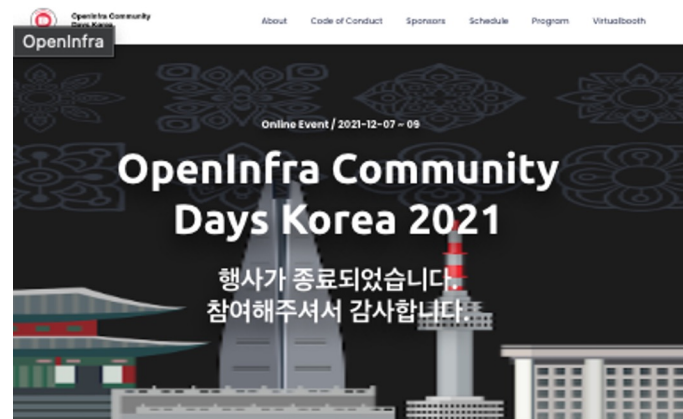 OpenInfra Community
Days Korea
About Code of Conduct Sponsors Schedule Program Virtualbooth
OpenInfra
Online Event / 2021-12-07 ~ 09
OpenInfra Community
Days Korea 2021
행사가 종료되었습니다.
참여해주셔서 감사합니다.